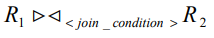 R₁ ▷◁ <join_condition> R₂